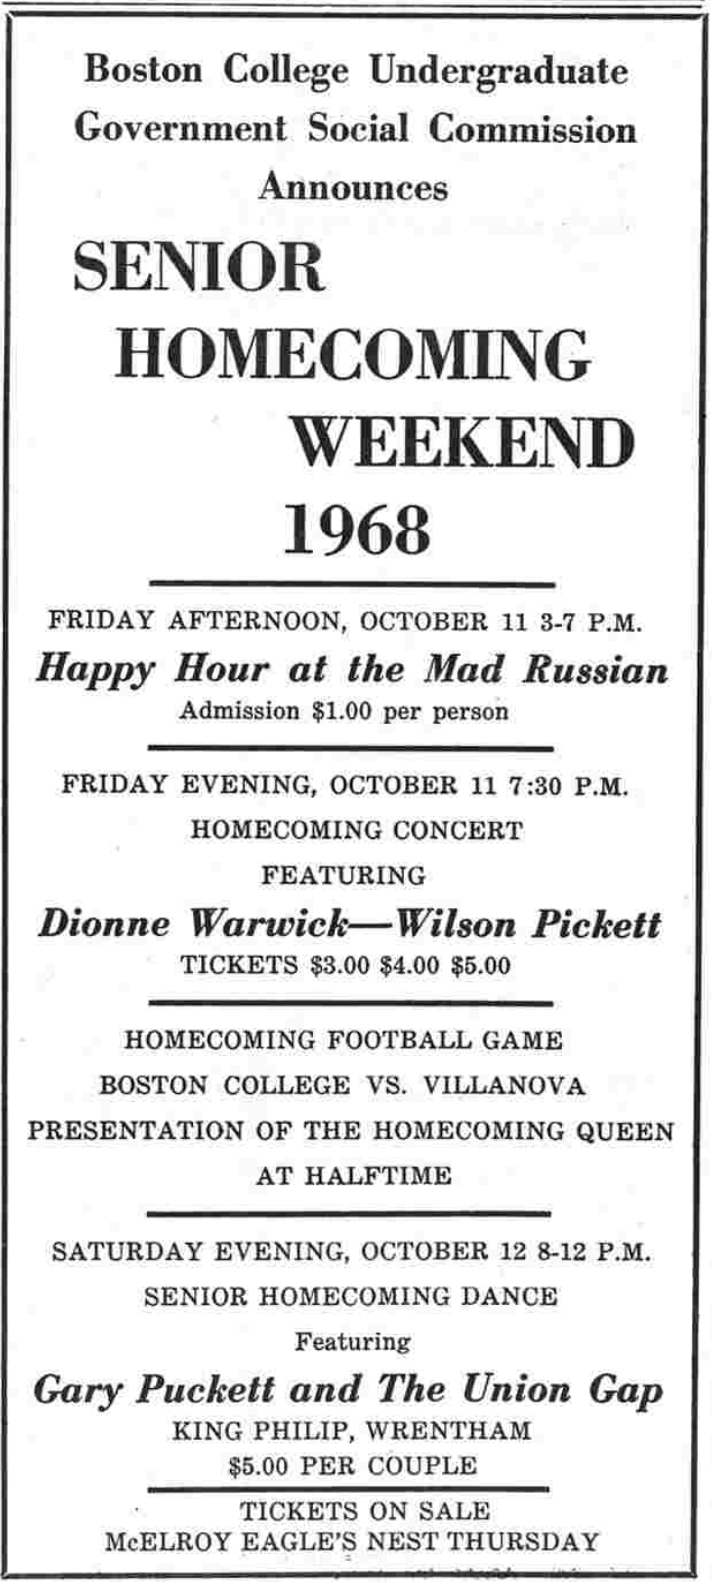 Boston College Undergraduate
Government Social Commission
Announces
SENIOR
HOMECOMING
WEEKEND
1968
FRIDAY AFTERNOON, OCTOBER 11 3-7 P.M.
Happy Hour at the Mad Russian
Admission $1.00 per person
FRIDAY EVENING, OCTOBER 11 7:30 P.M.
HOMECOMING CONCERT
FEATURING
Dionne Warwick—Wilson Pickett
TICKETS $3.00 $4.00 $5.00
HOMECOMING FOOTBALL GAME
BOSTON COLLEGE VS. VILLANOVA
PRESENTATION OF THE HOMECOMING QUEEN
AT HALFTIME
SATURDAY EVENING, OCTOBER 12 8-12 P.M.
SENIOR HOMECOMING DANCE
Featuring
Gary Puckett and The Union Gap
KING PHILIP, WRENTHAM
$5.00 PER COUPLE
TICKETS ON SALE
McELROY EAGLE'S NEST THURSDAY